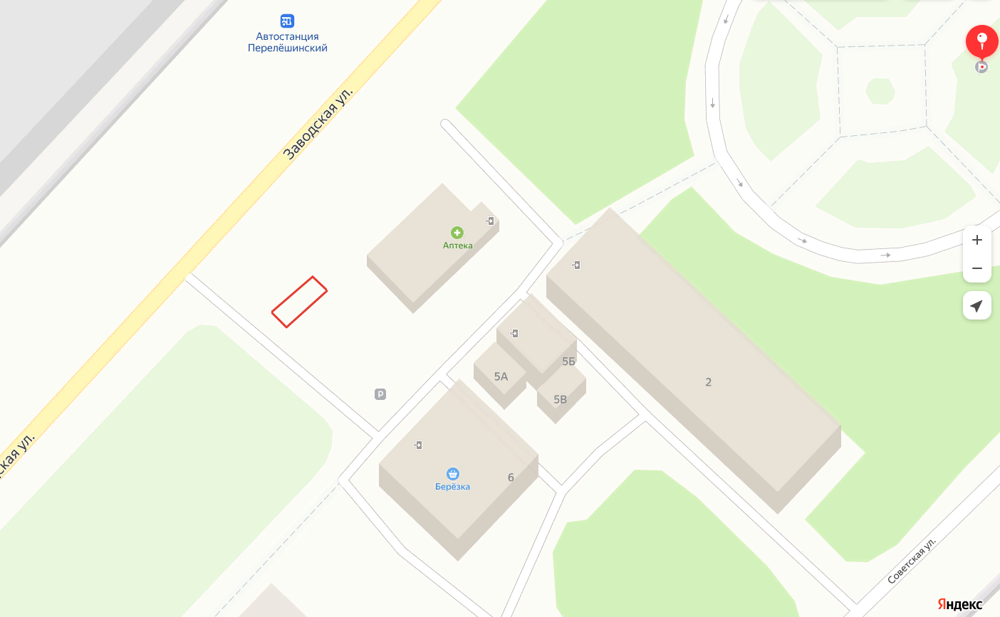 Автостанция
Перелёшинский
Заводская ул.
Аптека
5Б
5А
2
5В
6
Берёзка
ская ул.
P
Советская ул.
Яндекс